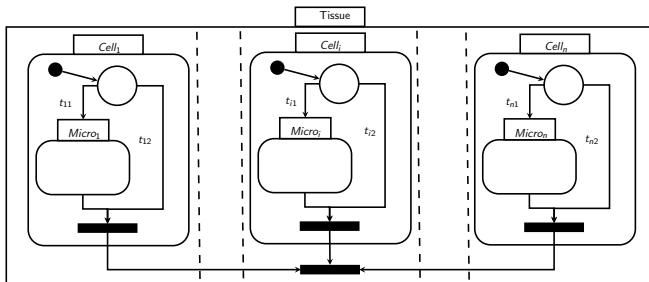 Tissue
Cell₁
Cellᵢ
Cellₙ
t₁₁
tᵢ₁
tₙ₁
Micro₁
t₁₂
Microᵢ
tᵢ₂
Microₙ
tₙ₂